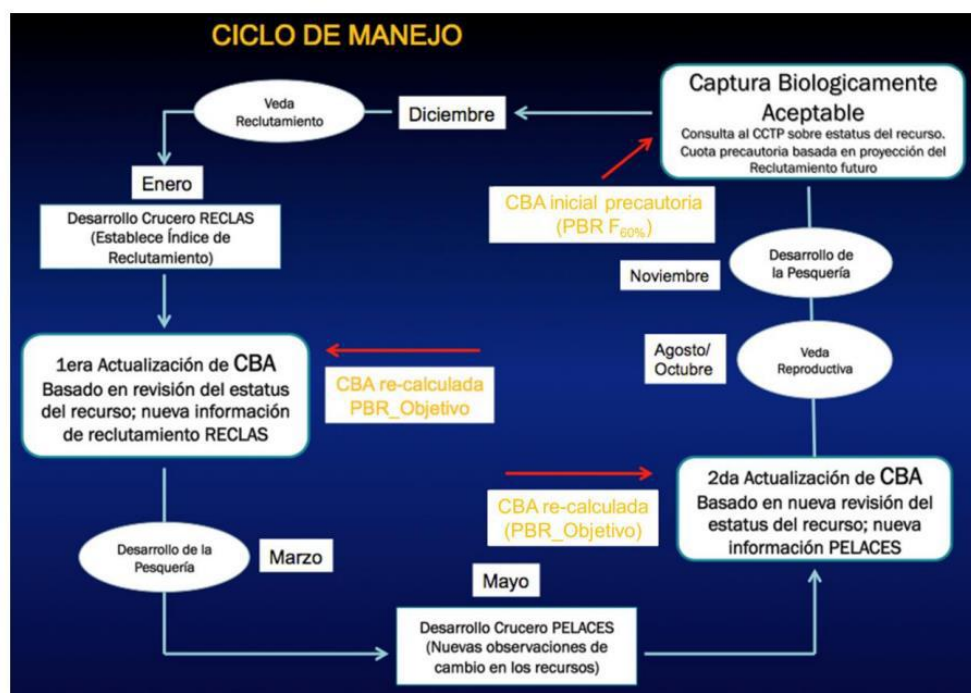 CICLO DE MANEJO
Captura Biologicamente
Aceptable
Consulta al CCTP sobre estatus del recurso.
Cuota precautoria basada en proyección del
Reclutamiento futuro
Diciembre
Veda
Reclutamiento
Enero
Desarrollo Crucero RECLAS
(Establece Índice de
Reclutamiento)
1era Actualización de CBA
Basado en revisión del estatus
del recurso; nueva información
de reclutamiento RECLAS
CBA re-calculada
PBR_Objetivo
Desarrollo de la
Pesquería
Marzo
Mayo
Desarrollo Crucero PELACES
(Nuevas observaciones de
cambio en los recursos)
CBA re-calculada
(PBR_Objetivo)
2da Actualización de CBA
Basado en nueva revisión del
estatus del recurso; nueva
información PELACES
Agosto/
Octubre
Veda
Reproductiva
Noviembre
Desarrollo de
la Pesquería
CBA inicial precautoria
(PBR F60%)